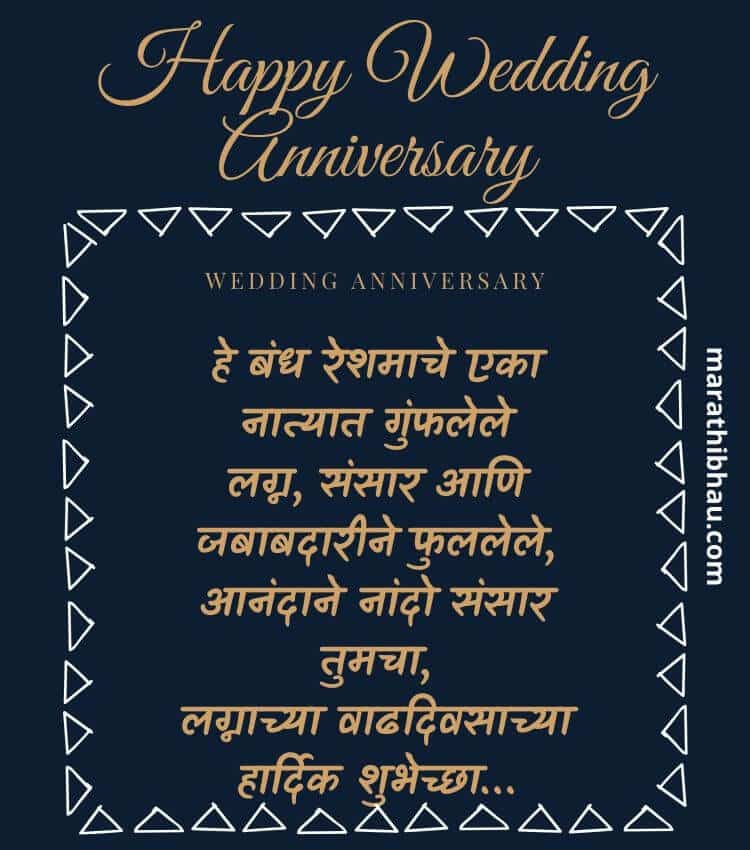 Happy Wedding
Anniversary
WEDDING ANNIVERSARY
हे बंध रेशमाचे एका
नात्यात गुंफलेले
लग्न, संसार आणि
जबाबदारीने फुललेले,
आनंदाने नांदो संसार
तुमचा,
लग्नाच्या वाढदिवसाच्या
हार्दिक शुभेच्छा...
marathibhau.com